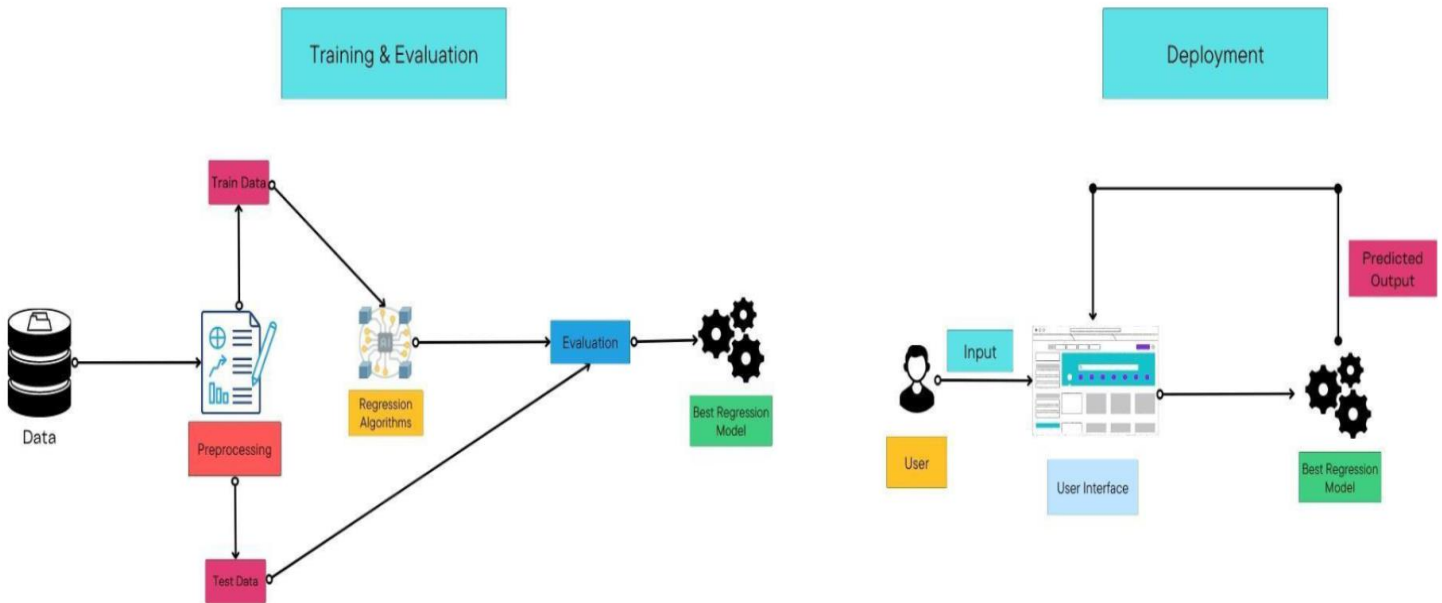 Training & Evaluation
Deployment
Train Data
Data
Preprocessing
Regression
Algorithms
Evaluation
Best Regression
Model
Test Data
Predicted
Output
Input
User
User Interface
Best Regression
Model